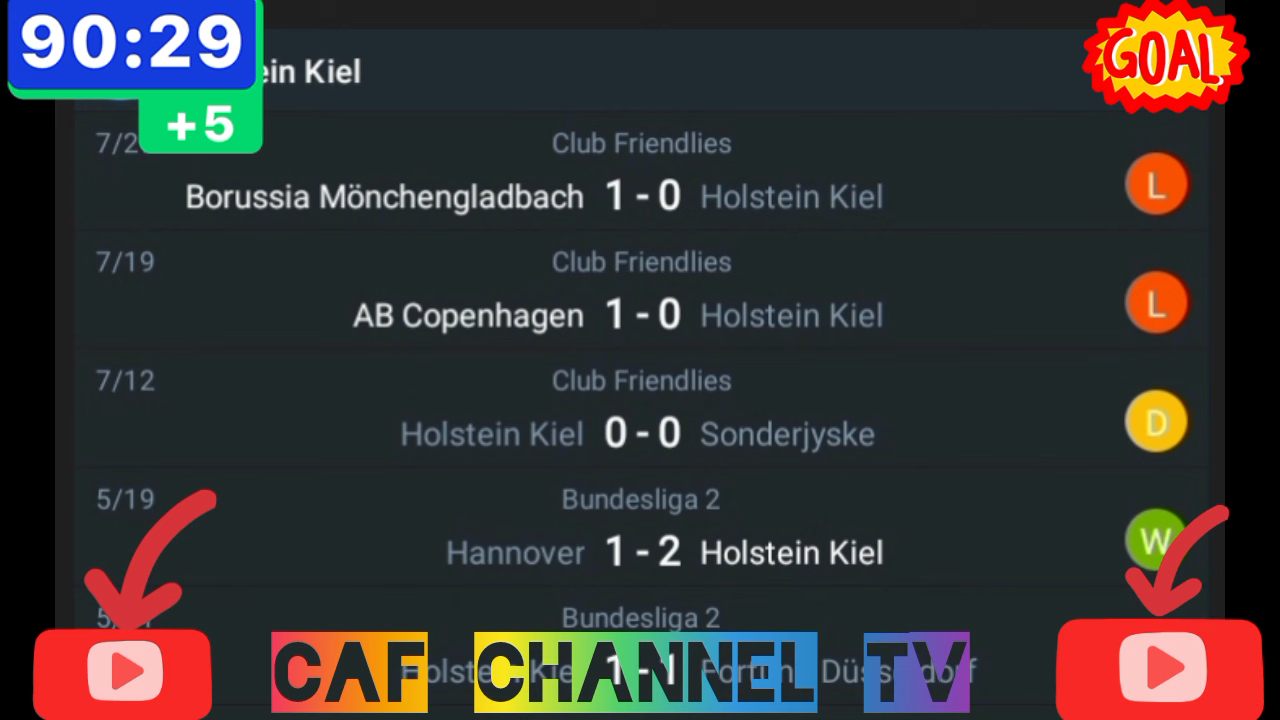 90:29
+5
ein Kiel
GOAL
Club Friendlies
Borussia Mönchengladbach 1 - 0 Holstein Kiel L
7/19 Club Friendlies
AB Copenhagen 1 - 0 Holstein Kiel L
7/12 Club Friendlies
Holstein Kiel 0 - 0 Sonderjyske D
5/19 Bundesliga 2
Hannover 1 - 2 Holstein Kiel W
Bundesliga 2
1 - 1
CAF CHANNEL TV